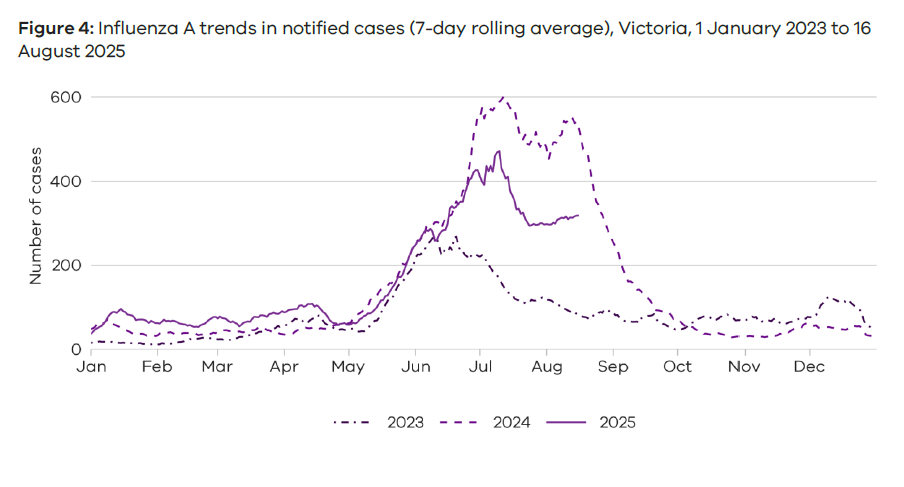 Figure 4: Influenza A trends in notified cases (7-day rolling average), Victoria, 1 January 2023 to 16
August 2025
Number of cases
600
400
200
0
Jan Feb Mar Apr May Jun Jul Aug Sep Oct Nov Dec
2023 2024 2025